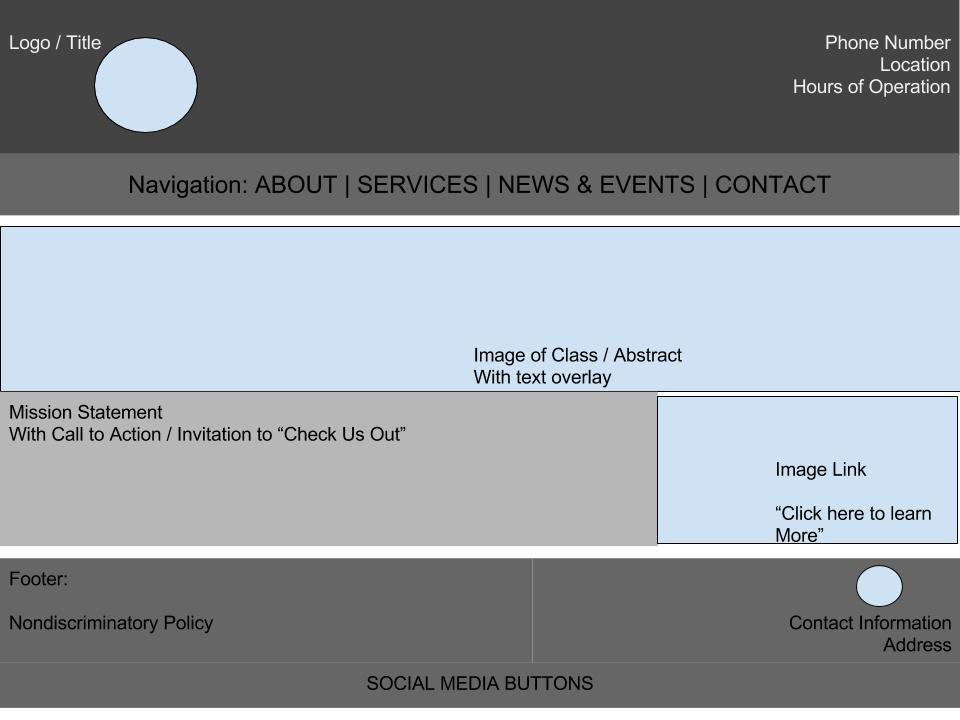 Logo / Title
Phone Number
Location
Hours of Operation
Navigation: ABOUT | SERVICES | NEWS & EVENTS | CONTACT
Image of Class / Abstract
With text overlay
Mission Statement
With Call to Action / Invitation to “Check Us Out”
Image Link
“Click here to learn
More”
Footer:
Nondiscriminatory Policy
Contact Information
Address
SOCIAL MEDIA BUTTONS